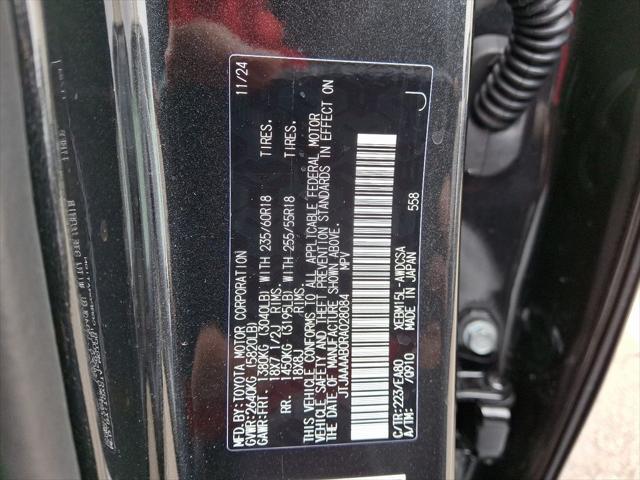 MFD.BY:TOYOTA MOTOR CORPORATION 11/24
GVWR:2640KG (5820LB)
GAWR:FRT. 1380KG (3040LB) WITH 235/60R18 TIRES.
18X7 1/2J RIMS.
RR. 1450KG (3195LB) WITH 255/55R18 TIRES.
18X8J RIMS.
THIS VEHICLE CONFORMS TO ALL APPLICABLE FEDERAL MOTOR
VEHICLE SAFETY AND THEFT PREVENTION STANDARDS IN EFFECT ON
THE DATE OF MANUFACTURE SHOWN ABOVE.
JTJAAAAB0RA028084 MPV
C/TR:223/EA80 XEBM15L-AWDCSA 558
A/TR: /0910 MADE IN JAPAN
J